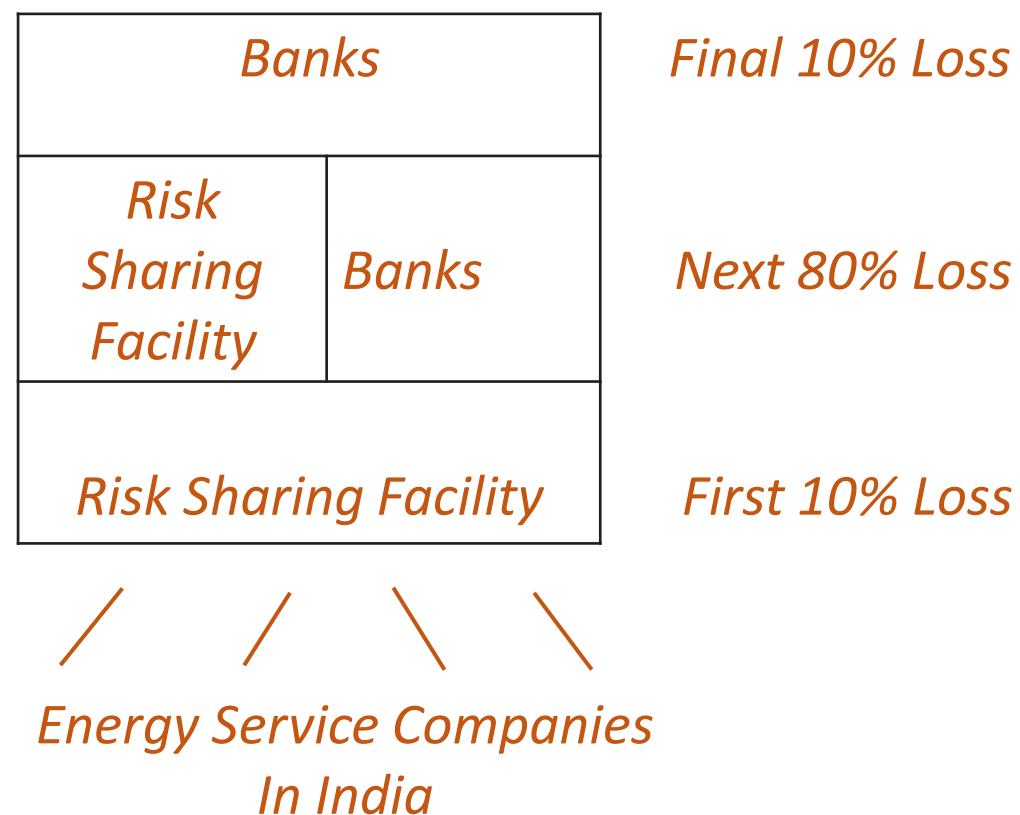 Banks
Final 10% Loss
Risk
Sharing
Facility
Banks
Next 80% Loss
Risk Sharing Facility
First 10% Loss
Energy Service Companies
In India